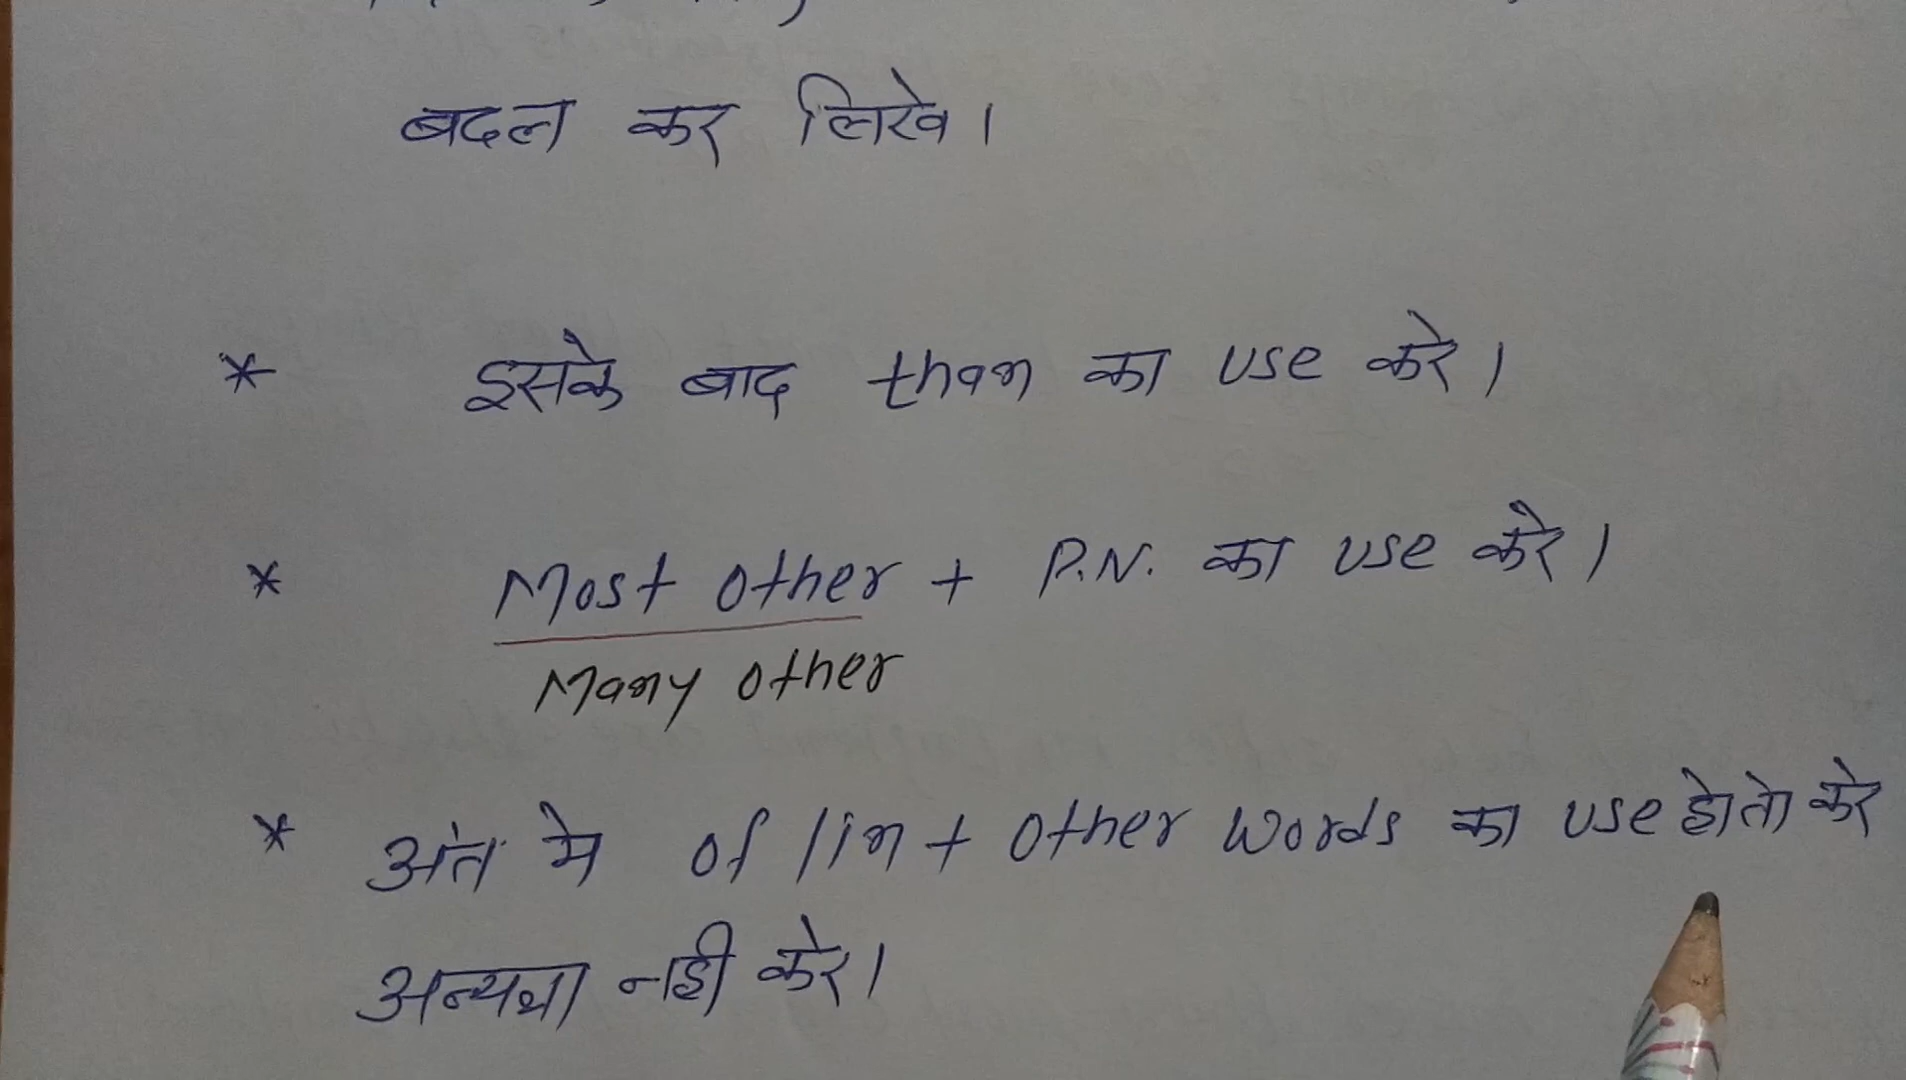 बदल कर लिखे।
* इसके बाद than का use करे।
* Most other + P.N. का use करे।
Many other
* अंत मे of /in + other words का use हो तो करे
अन्यथा नही करे।